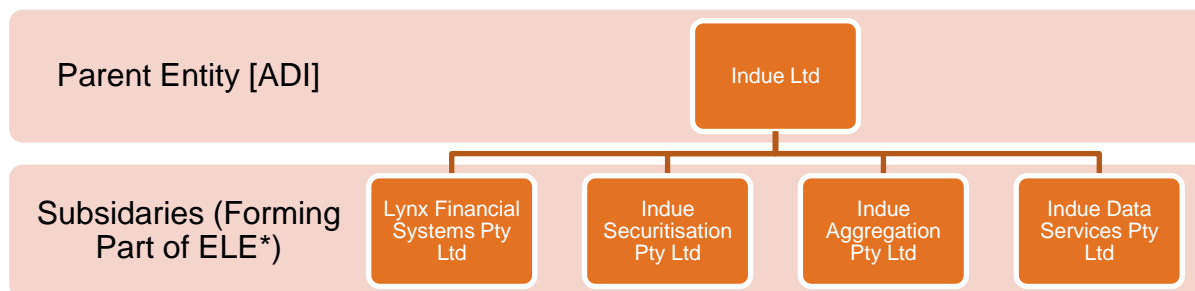 Parent Entity [ADI]
Indue Ltd
Subsidaries (Forming
Part of ELE*)
Lynx Financial
Systems Pty
Ltd
Indue
Securitisation
Pty Ltd
Indue
Aggregation
Pty Ltd
Indue Data
Services Pty
Ltd